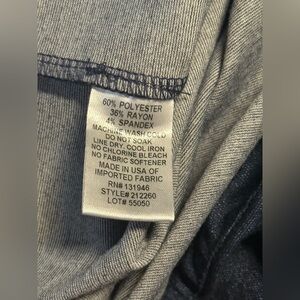 60% POLYESTER
36% RAYON
4% SPANDEX
MACHINE WASH COLD
DO NOT SOAK
LINE DRY, COOL IRON
NO CHLORINE BLEACH
NO FABRIC SOFTENER
MADE IN USA OF
IMPORTED FABRIC
RN# 131946
STYLE# 212260
LOT# 55050